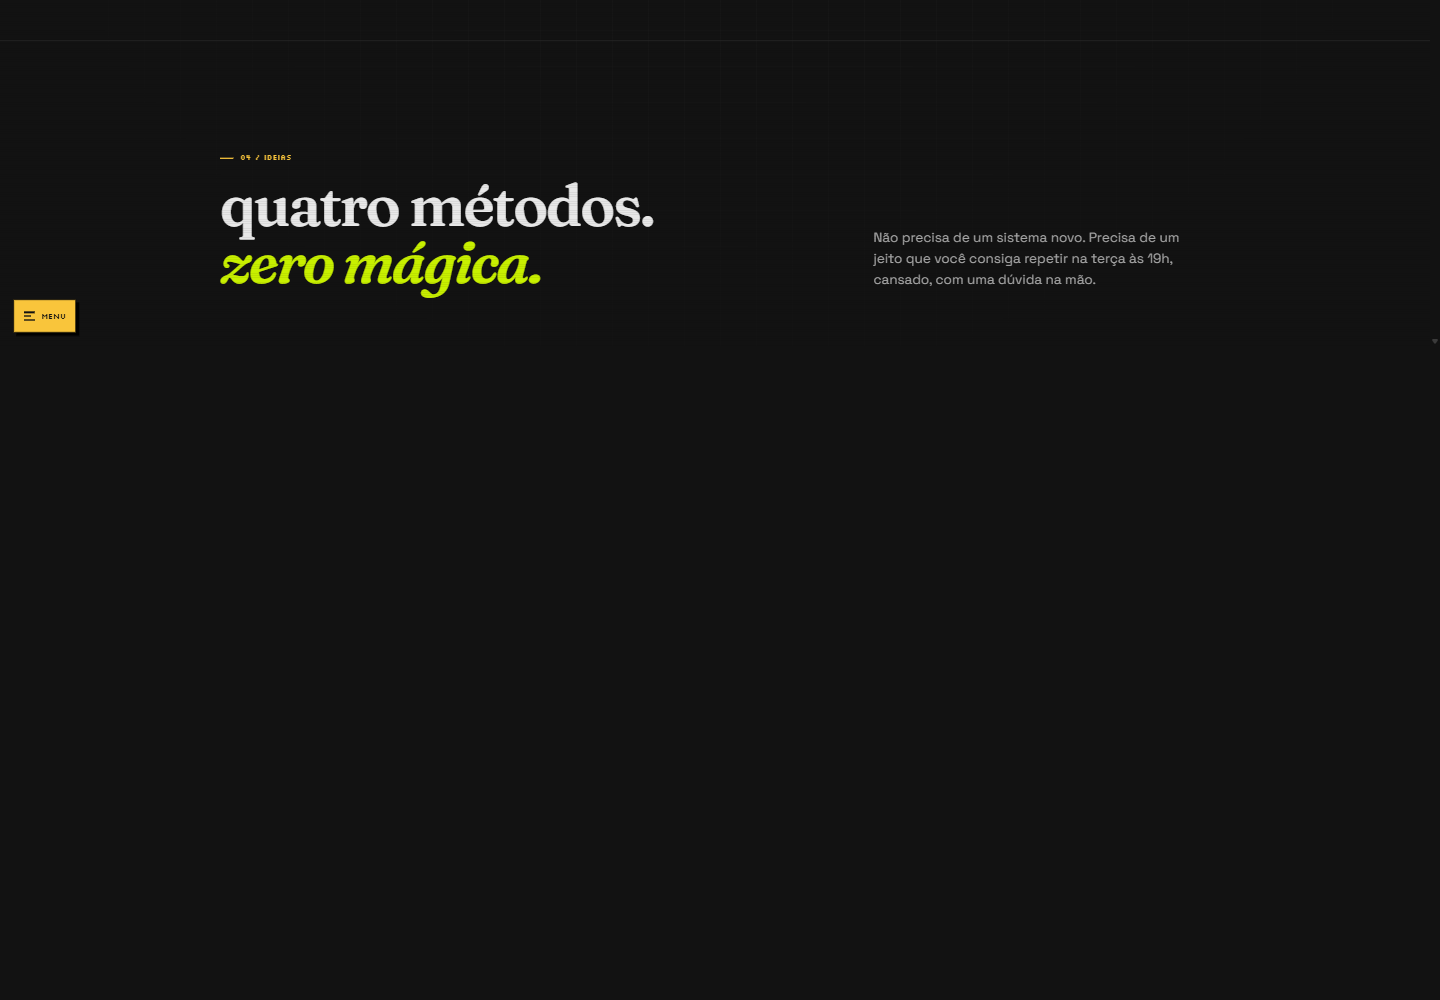 04 / IDEIAS
quatro métodos.
zero mágica.
Não precisa de um sistema novo. Precisa de um
jeito que você consiga repetir na terça às 19h,
cansado, com uma dúvida na mão.
MENU